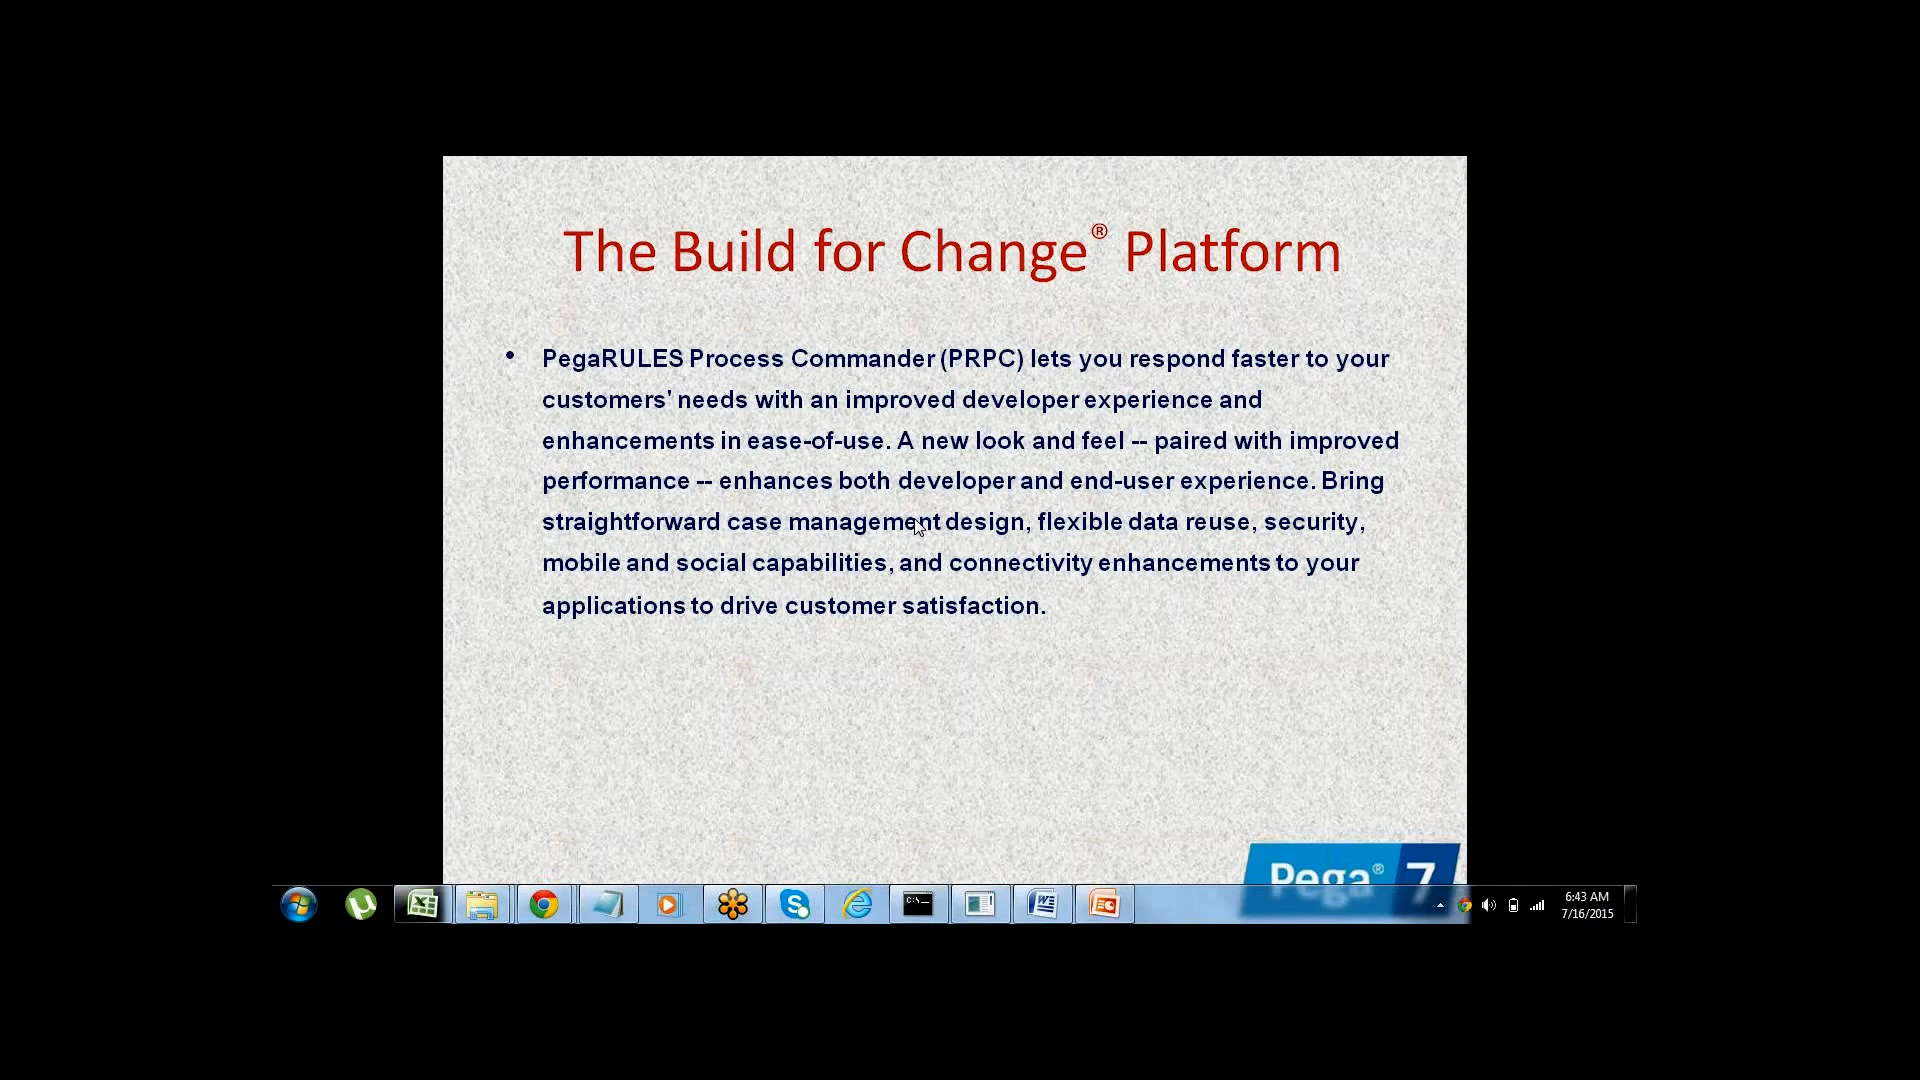 The Build for Change® Platform
• PegaRULES Process Commander (PRPC) lets you respond faster to your
customers' needs with an improved developer experience and
enhancements in ease-of-use. A new look and feel -- paired with improved
performance -- enhances both developer and end-user experience. Bring
straightforward case management design, flexible data reuse, security,
mobile and social capabilities, and connectivity enhancements to your
applications to drive customer satisfaction.
Pega® 7
C:\
6:43 AM
7/16/2015